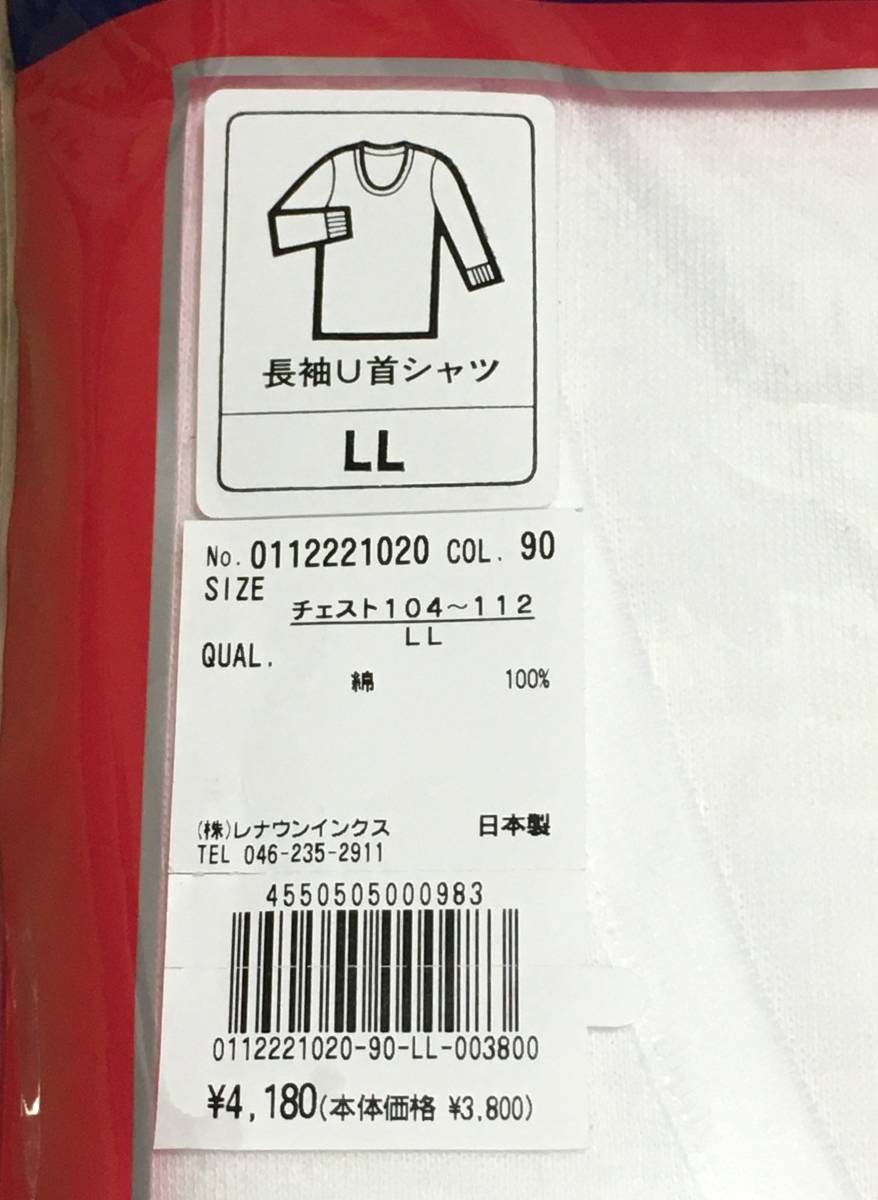 長袖U首シャツ
LL
No. 0112221020 COL. 90
SIZE
チェスト104～112
LL
QUAL.
綿 100%
(株)レナウンインクス 日本製
TEL 046-235-2911
4550505000983
0112221020-90-LL-003800
¥4,180(本体価格 ¥3,800)